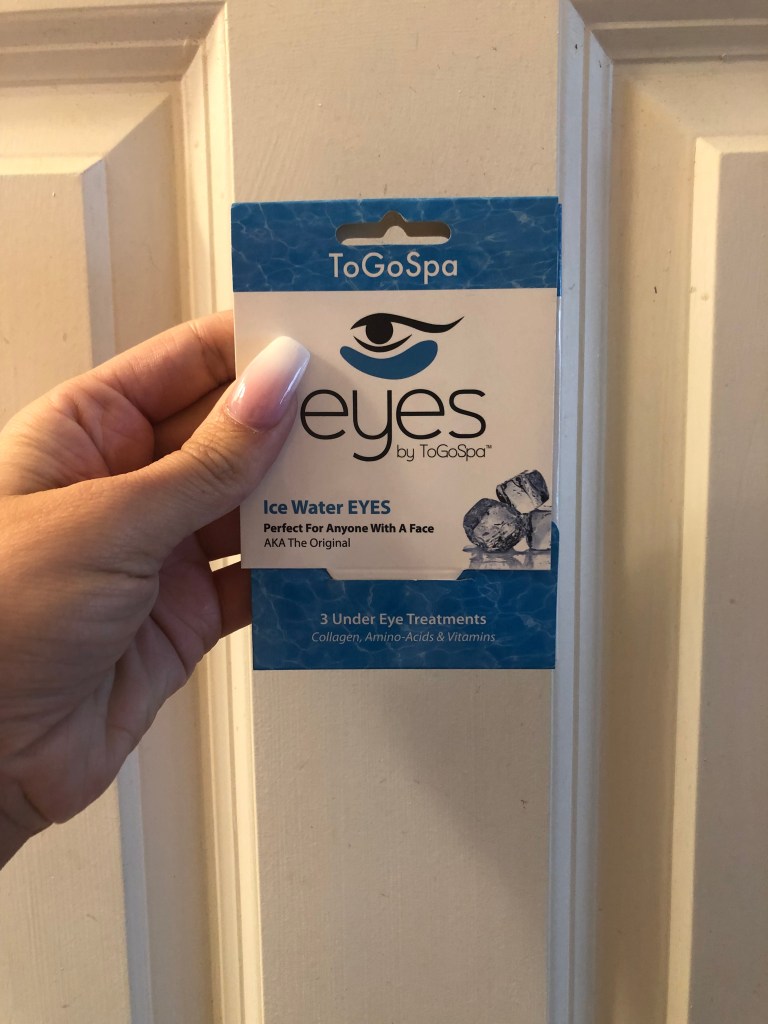 ToGoSpa
eyes
by ToGoSpa™
Ice Water EYES
Perfect For Anyone With A Face
AKA The Original
3 Under Eye Treatments
Collagen, Amino-Acids & Vitamins